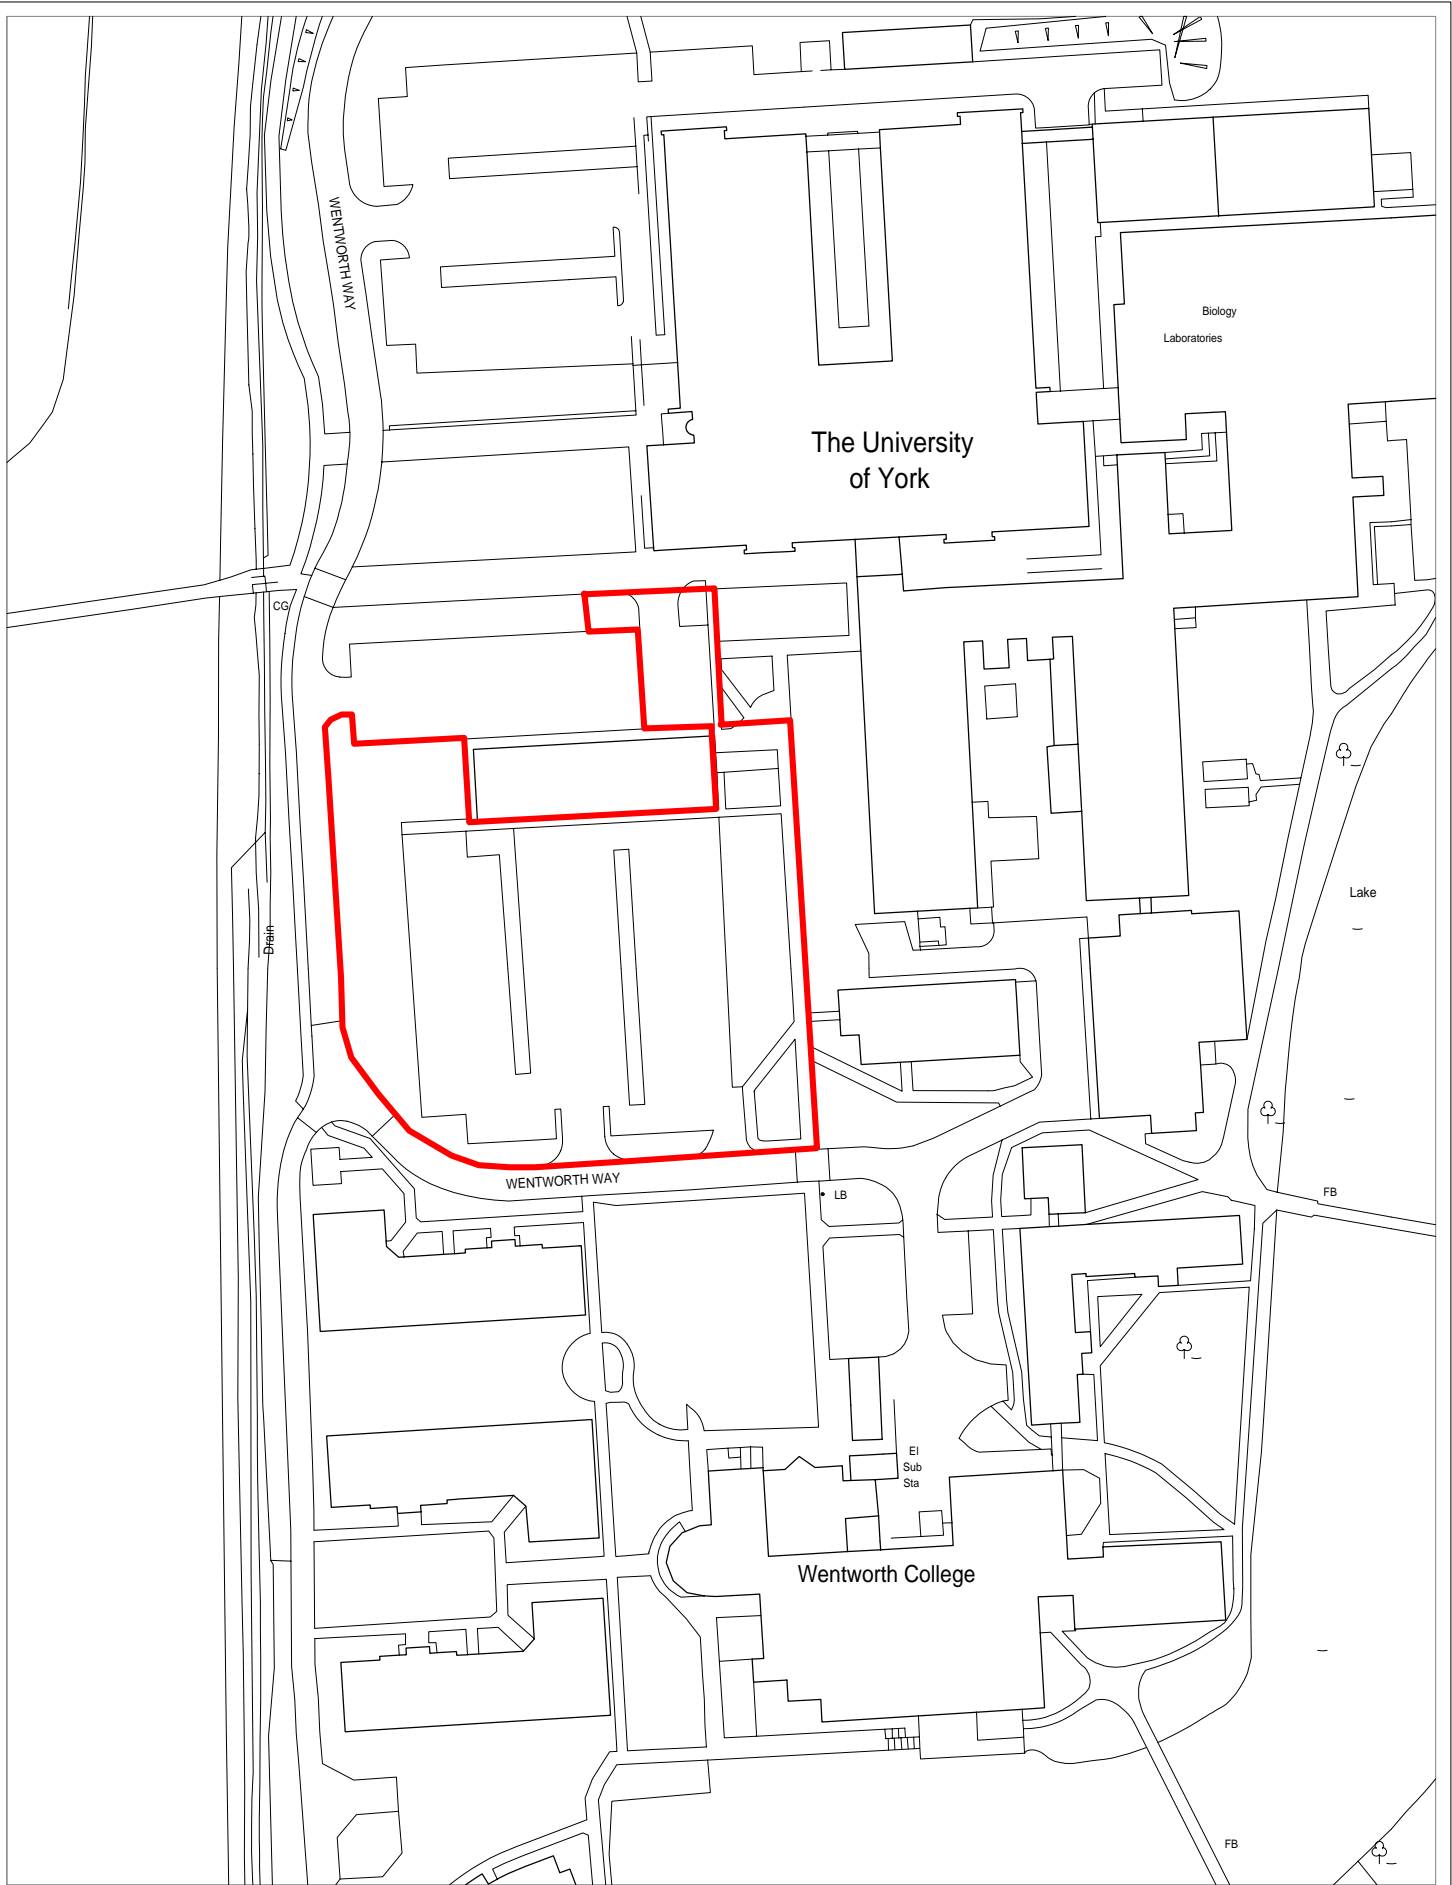 WENTWORTH WAY
Biology
Laboratories
The University
of York
CG
Lake
Drain
WENTWORTH WAY
LB
FB
El
Sub
Sta
Wentworth College
FB